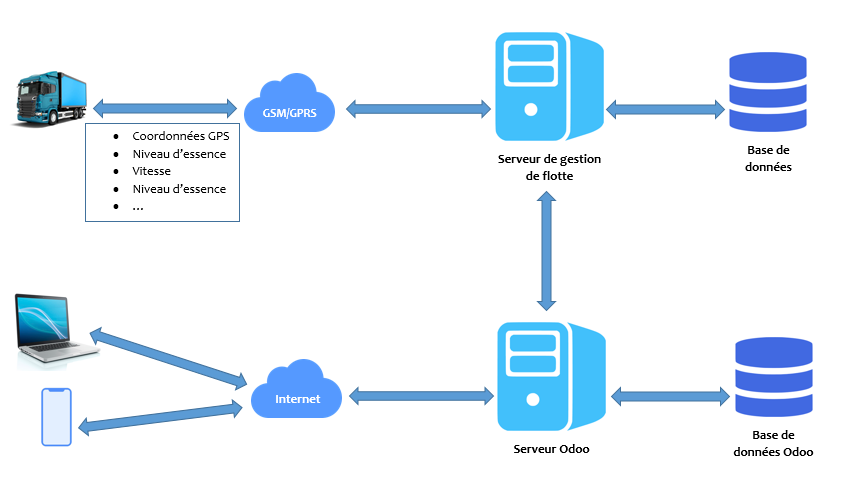 GSM/GPRS
• Coordonnées GPS
• Niveau d’essence
• Vitesse
• Niveau d’essence
• …
Serveur de gestion
de flotte
Base de
données
Internet
Serveur Odoo
Base de
données Odoo